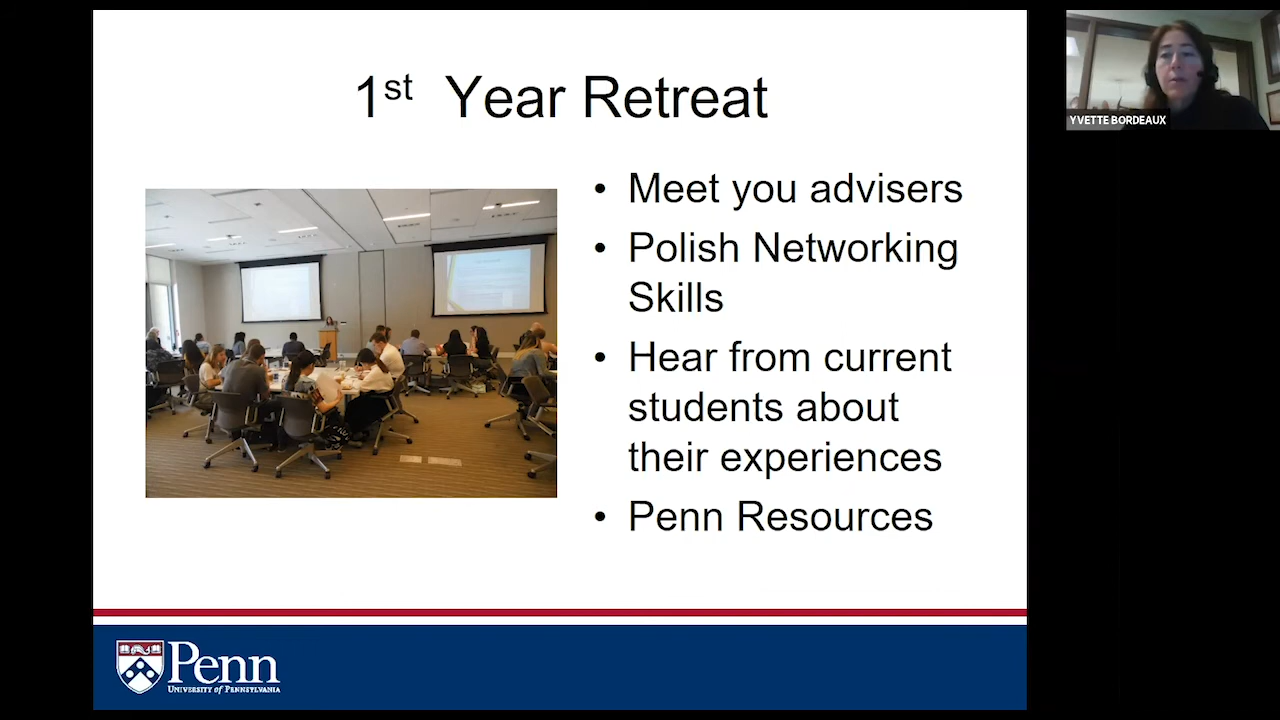 1st Year Retreat
• Meet you advisers
• Polish Networking
Skills
• Hear from current
students about
their experiences
• Penn Resources
Penn
UNIVERSITY of PENNSYLVANIA
YVETTE BORDEAUX